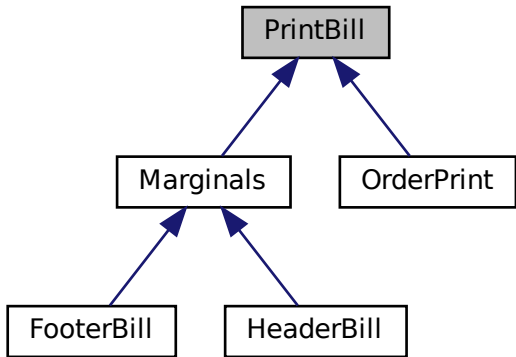 PrintBill
Marginals
OrderPrint
FooterBill
HeaderBill